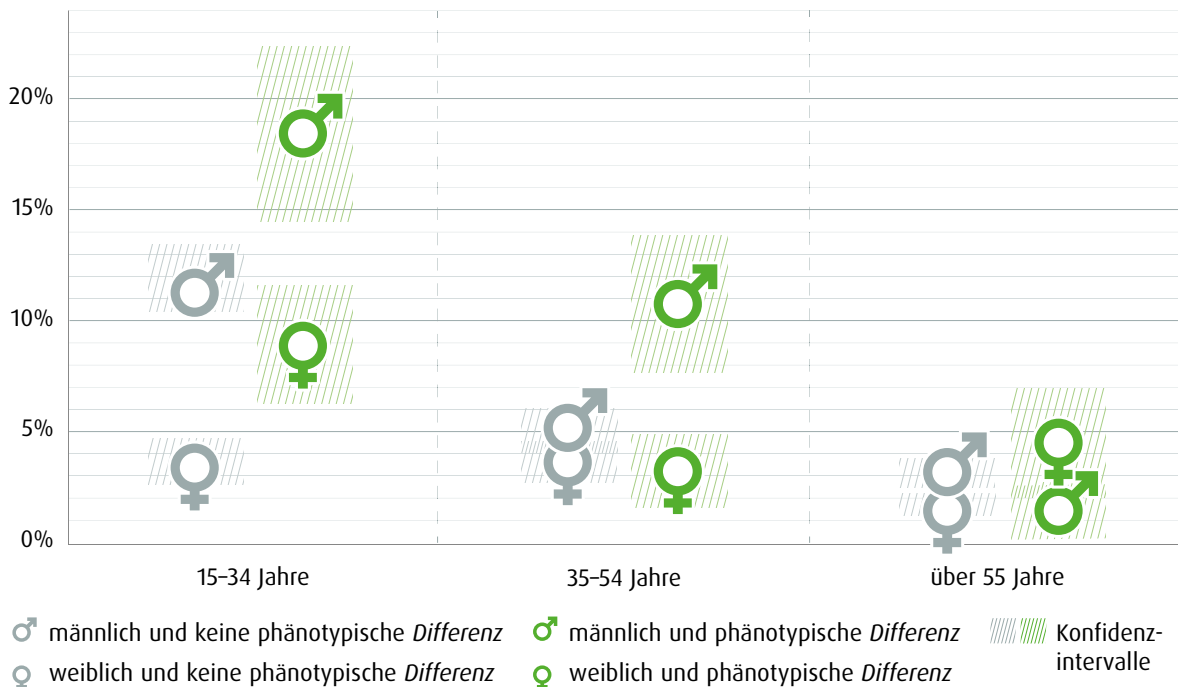 20%
15%
10%
5%
0%
15–34 Jahre
35–54 Jahre
über 55 Jahre
männlich und keine phänotypische Differenz
männlich und phänotypische Differenz
Konfidenz-
intervalle
weiblich und keine phänotypische Differenz
weiblich und phänotypische Differenz